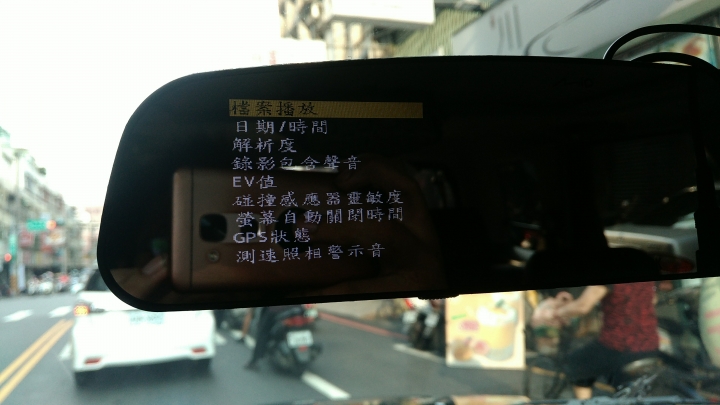 檔案播放
日期/時間
解析度
錄影包含聲音
EV值
碰撞感應器靈敏度
螢幕自動關閉時間
GPS狀態
測速照相警示音